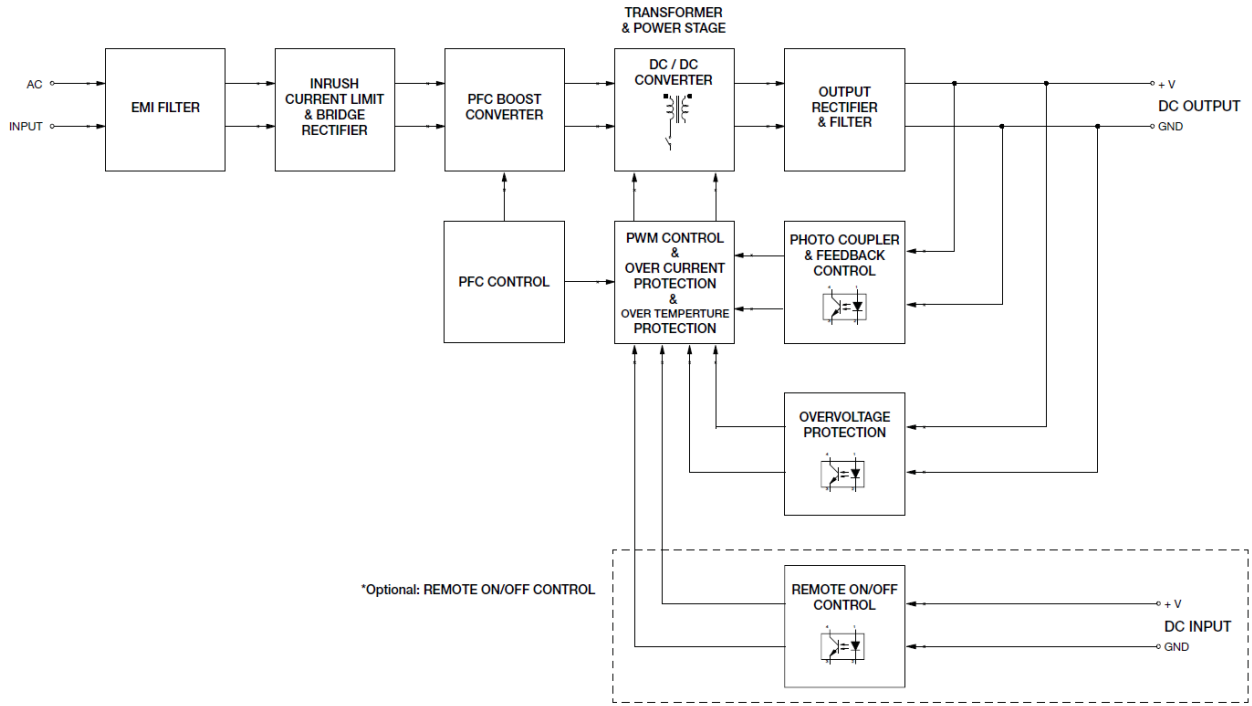 TRANSFORMER
& POWER STAGE
AC
INPUT
EMI FILTER
INRUSH
CURRENT LIMIT
& BRIDGE
RECTIFIER
PFC BOOST
CONVERTER
DC / DC
CONVERTER
OUTPUT
RECTIFIER
& FILTER
+ V
DC OUTPUT
GND
PFC CONTROL
PWM CONTROL
&
OVER CURRENT
PROTECTION
&
OVER TEMPERTURE
PROTECTION
PHOTO COUPLER
& FEEDBACK
CONTROL
OVERVOLTAGE
PROTECTION
*Optional: REMOTE ON/OFF CONTROL
REMOTE ON/OFF
CONTROL
+ V
DC INPUT
GND